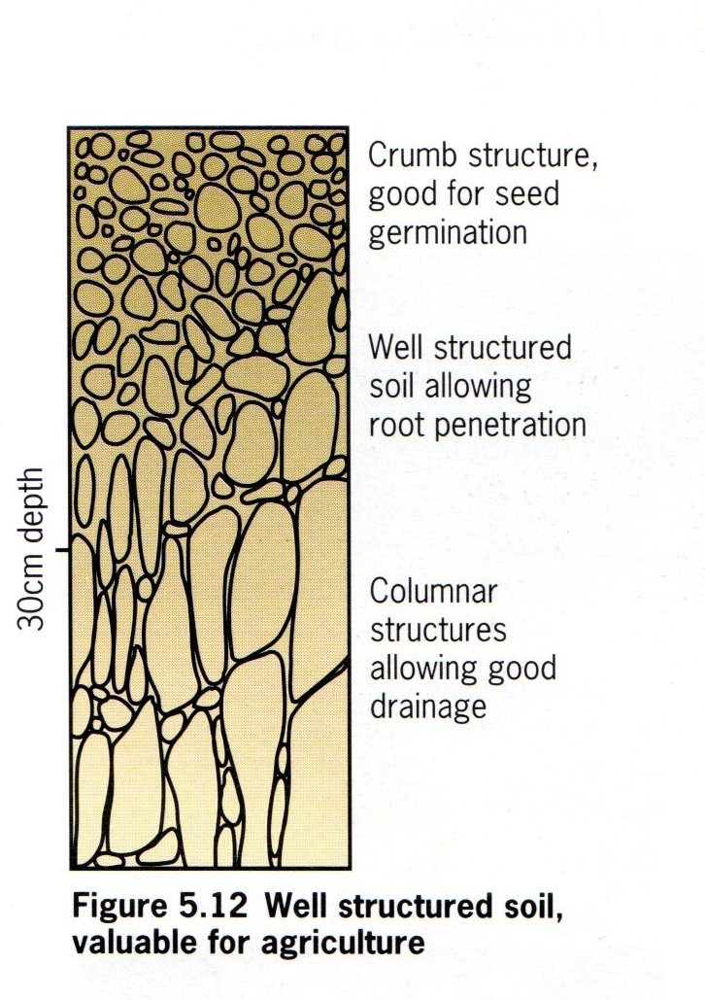 Crumb structure,
good for seed
germination
Well structured
soil allowing
root penetration
30cm depth
Columnar
structures
allowing good
drainage
Figure 5.12 Well structured soil,
valuable for agriculture